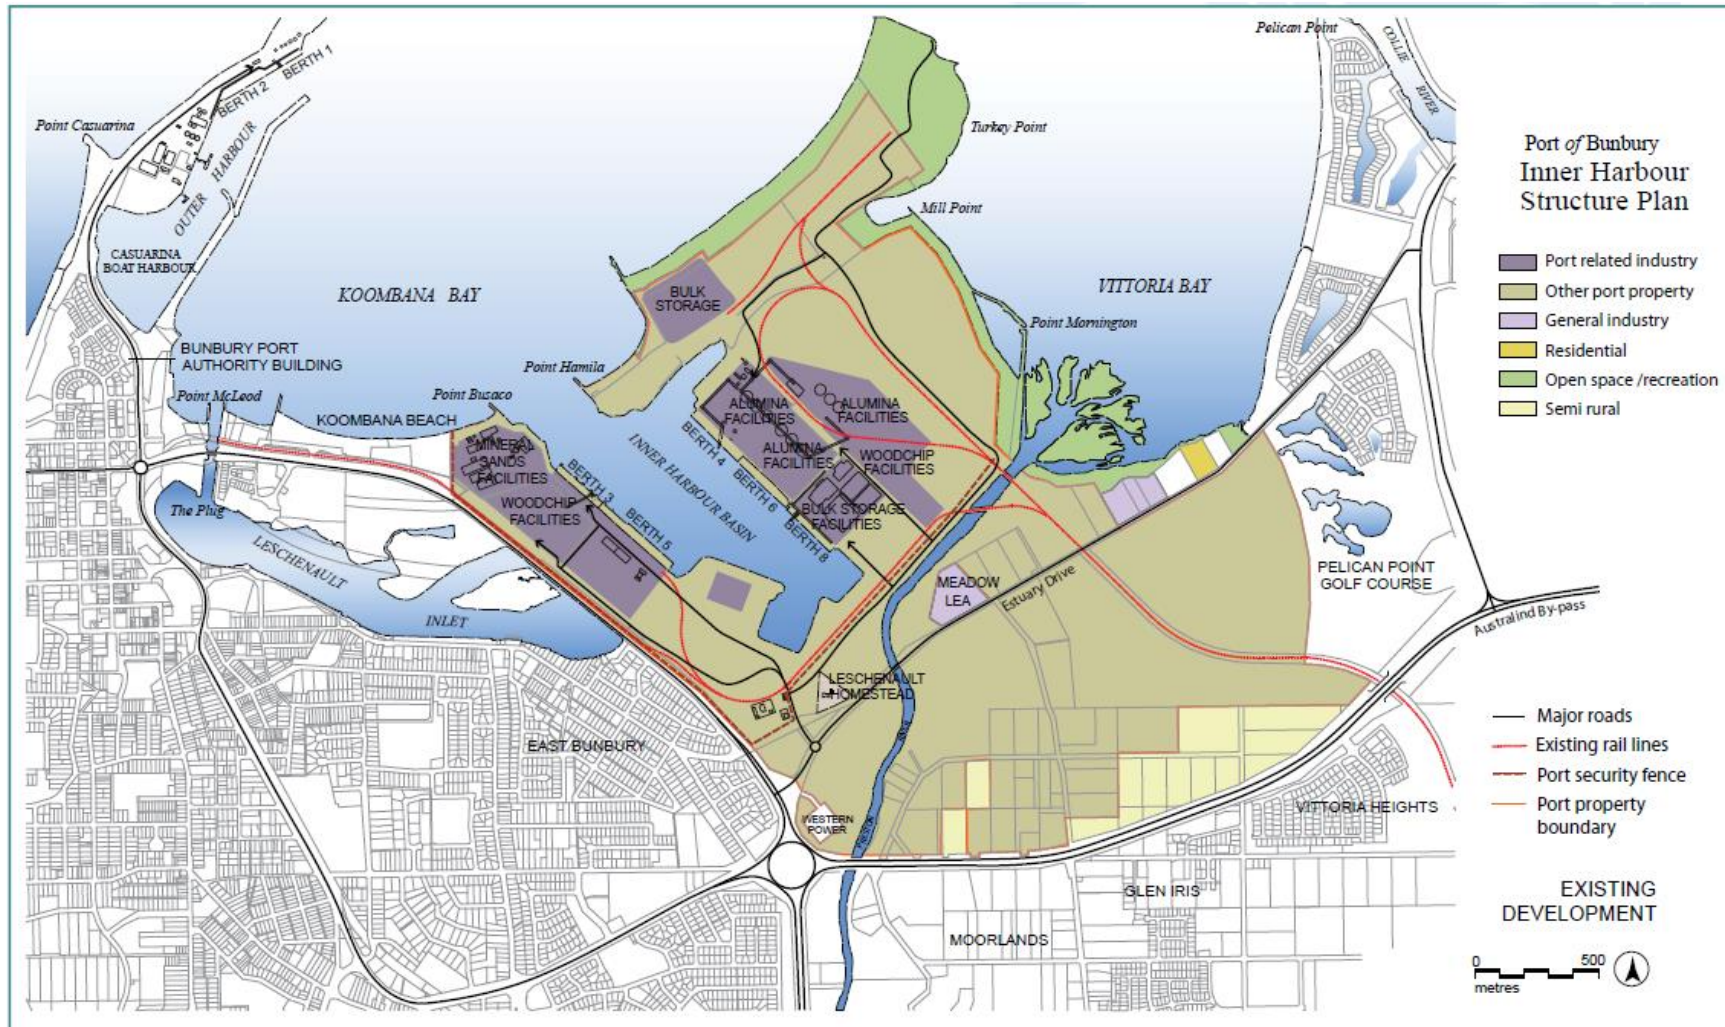 Pelican Point
COLLIE
RIVER
BERTH 1
BERTH 2
Point Casuarina
OUTER HARBOUR
CASUARINA
BOAT HARBOUR
KOOMBANA BAY
Turkey Point
Mill Point
VITTORIA BAY
BULK
STORAGE
Point Mornington
BUNBURY PORT
AUTHORITY BUILDING
Point Hamila
Point McLeod
Point Busaco
KOOMBANA BEACH
ALUMINA
FACILITIES
ALUMINA
FACILITIES
ALUMINA
FACILITIES
WOODCHIP
FACILITIES
MINERAL
SANDS
FACILITIES
WOODCHIP
FACILITIES
BERTH 3
BERTH 5
INNER HARBOUR BASIN
BERTH 4
BERTH 6
BERTH 8
BULK STORAGE
FACILITIES
The Plug
LESCHENAULT
INLET
MEADOW
LEA
Estuary Drive
PELICAN POINT
GOLF COURSE
Australind By-pass
LESCHENAULT
HOMESTEAD
EAST BUNBURY
River
Preston
WESTERN
POWER
VITTORIA HEIGHTS
GLEN IRIS
MOORLANDS
Port of Bunbury
Inner Harbour
Structure Plan
Port related industry
Other port property
General industry
Residential
Open space /recreation
Semi rural
Major roads
Existing rail lines
Port security fence
Port property
boundary
EXISTING
DEVELOPMENT
0 500
metres